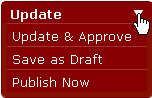 Update
Update & Approve
Save as Draft
Publish Now